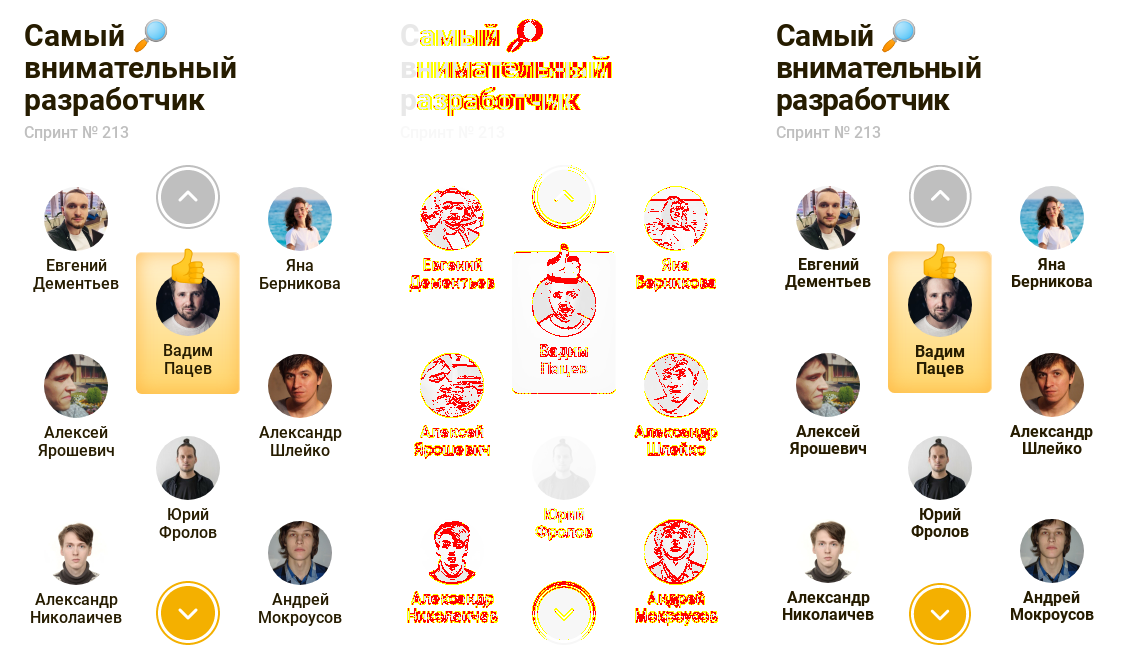 Самый 🔎
внимательный
разработчик
Спринт № 213
Евгений
Дементьев
Яна
Берникова
Вадим
Пацев
Алексей
Ярошевич
Александр
Шлейко
Юрий
Фролов
Александр
Николаичев
Андрей
Мокроусов
Самый 🔎
внимательный
разработчик
Спринт № 213
Евгений
Дементьев
Яна
Берникова
Вадим
Пацев
Алексей
Ярошевич
Александр
Шлейко
Юрий
Фролов
Александр
Николаичев
Андрей
Мокроусов
Самый 🔎
внимательный
разработчик
Спринт № 213
Евгений
Дементьев
Яна
Берникова
Вадим
Пацев
Алексей
Ярошевич
Александр
Шлейко
Юрий
Фролов
Александр
Николаичев
Андрей
Мокроусов